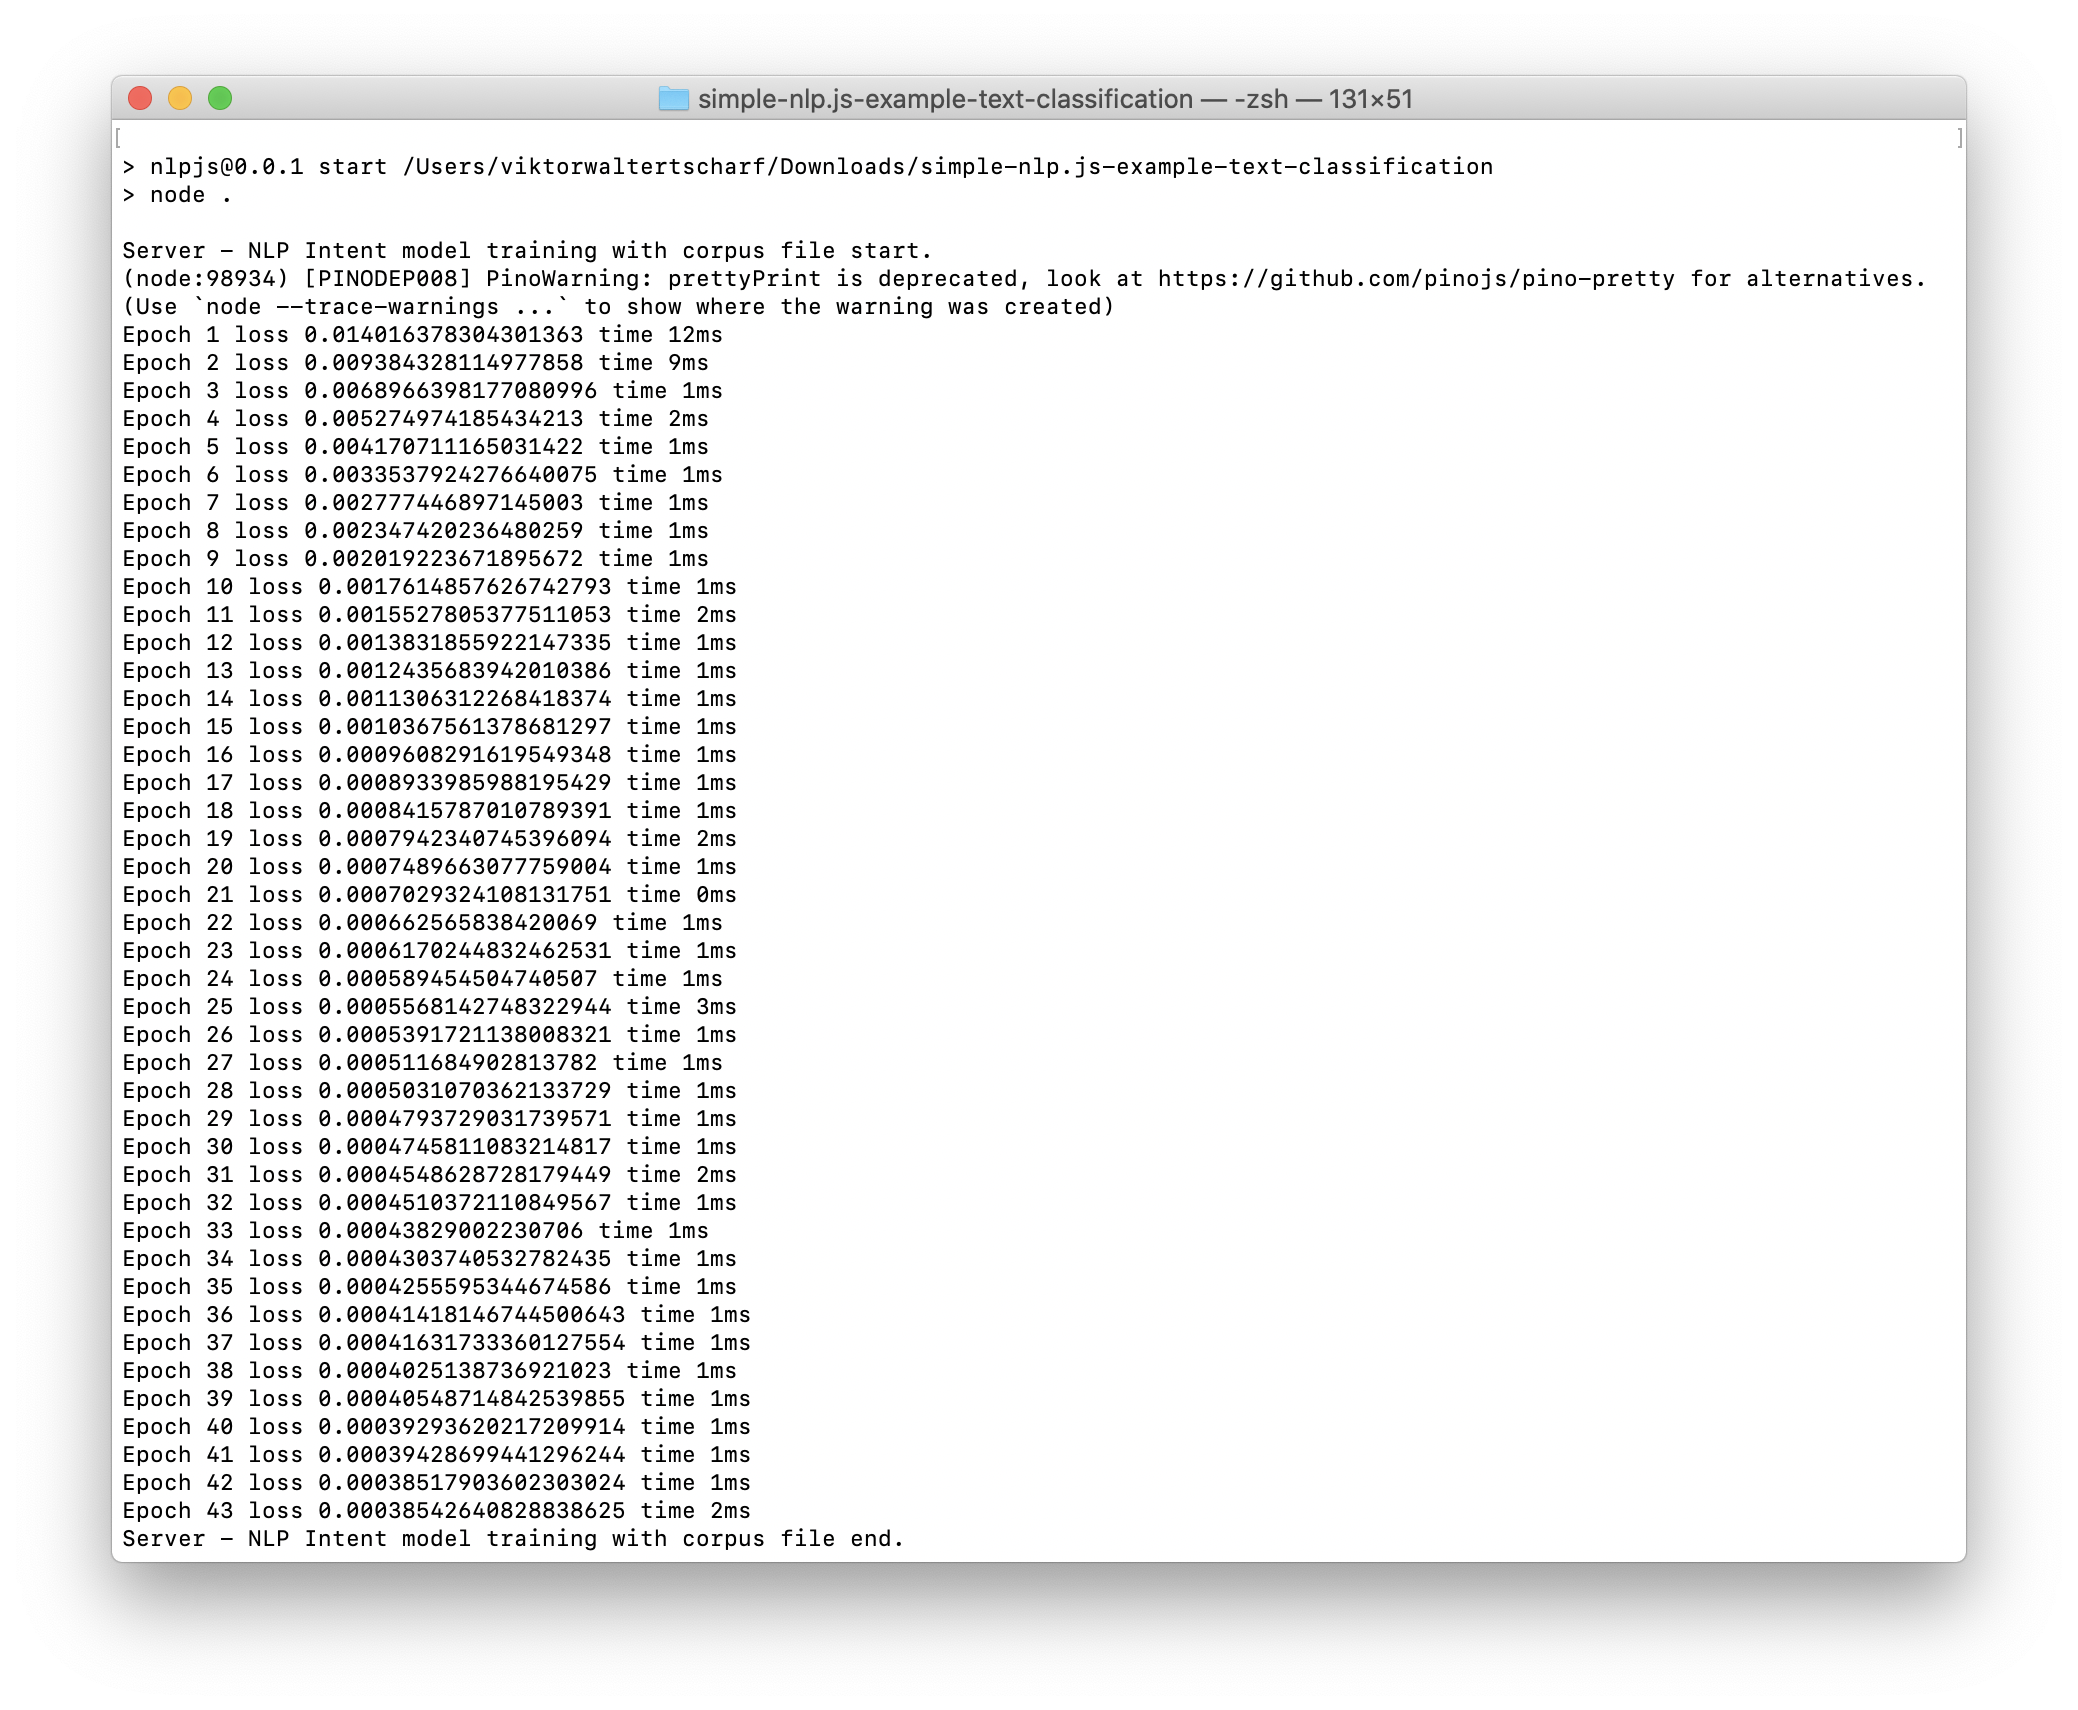 simple-nlp.js-example-text-classification — -zsh — 131×51
[ ]
> nlpjs@0.0.1 start /Users/viktorwaltertscharf/Downloads/simple-nlp.js-example-text-classification
> node .
Server - NLP Intent model training with corpus file start.
(node:98934) [PINODEP008] PinoWarning: prettyPrint is deprecated, look at https://github.com/pinojs/pino-pretty for alternatives.
(Use `node --trace-warnings ...` to show where the warning was created)
Epoch 1 loss 0.014016378304301363 time 12ms
Epoch 2 loss 0.009384328114977858 time 9ms
Epoch 3 loss 0.0068966398177080996 time 1ms
Epoch 4 loss 0.005274974185434213 time 2ms
Epoch 5 loss 0.004170711165031422 time 1ms
Epoch 6 loss 0.0033537924276640075 time 1ms
Epoch 7 loss 0.002777446897145003 time 1ms
Epoch 8 loss 0.002347420236480259 time 1ms
Epoch 9 loss 0.002019223671895672 time 1ms
Epoch 10 loss 0.0017614857626742793 time 1ms
Epoch 11 loss 0.0015527805377511053 time 2ms
Epoch 12 loss 0.0013831855922147335 time 1ms
Epoch 13 loss 0.0012435683942010386 time 1ms
Epoch 14 loss 0.0011306312268418374 time 1ms
Epoch 15 loss 0.0010367561378681297 time 1ms
Epoch 16 loss 0.0009608291619549348 time 1ms
Epoch 17 loss 0.0008933985988195429 time 1ms
Epoch 18 loss 0.0008415787010789391 time 1ms
Epoch 19 loss 0.0007942340745396094 time 2ms
Epoch 20 loss 0.0007489663077759004 time 1ms
Epoch 21 loss 0.0007029324108131751 time 0ms
Epoch 22 loss 0.000662565838420069 time 1ms
Epoch 23 loss 0.0006170244832462531 time 1ms
Epoch 24 loss 0.000589454504740507 time 1ms
Epoch 25 loss 0.0005568142748322944 time 3ms
Epoch 26 loss 0.0005391721138008321 time 1ms
Epoch 27 loss 0.000511684902813782 time 1ms
Epoch 28 loss 0.0005031070362133729 time 1ms
Epoch 29 loss 0.0004793729031739571 time 1ms
Epoch 30 loss 0.0004745811083214817 time 1ms
Epoch 31 loss 0.0004548628728179449 time 2ms
Epoch 32 loss 0.0004510372110849567 time 1ms
Epoch 33 loss 0.00043829002230706 time 1ms
Epoch 34 loss 0.0004303740532782435 time 1ms
Epoch 35 loss 0.0004255595344674586 time 1ms
Epoch 36 loss 0.00041418146744500643 time 1ms
Epoch 37 loss 0.00041631733360127554 time 1ms
Epoch 38 loss 0.0004025138736921023 time 1ms
Epoch 39 loss 0.00040548714842539855 time 1ms
Epoch 40 loss 0.00039293620217209914 time 1ms
Epoch 41 loss 0.00039428699441296244 time 1ms
Epoch 42 loss 0.00038517903602303024 time 1ms
Epoch 43 loss 0.00038542640828838625 time 2ms
Server - NLP Intent model training with corpus file end.